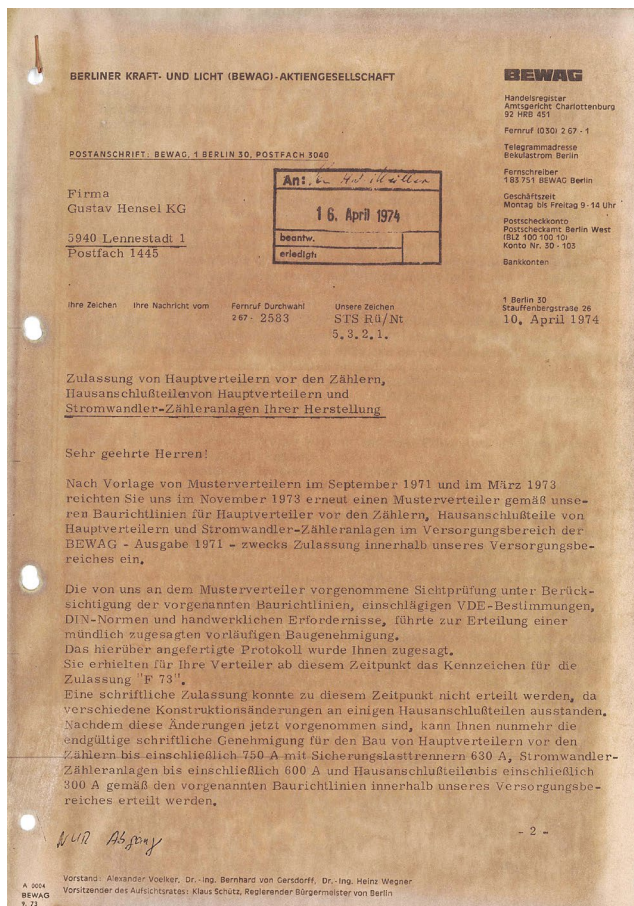 BERLINER KRAFT- UND LICHT (BEWAG)-AKTIENGESELLSCHAFT
BEWAG
Handelsregister
Amtsgericht Charlottenburg
92 HRB 451
Fernruf (030) 2 67 - 1
Telegrammadresse
Bekulastrom Berlin
Fernschreiber
183 751 BEWAG Berlin
Geschäftszeit
Montag bis Freitag 9-14 Uhr
Postscheckkonto
Postscheckamt Berlin West
(BLZ 100 100 10)
Konto Nr. 30 - 103
Bankkonten
POSTANSCHRIFT: BEWAG, 1 BERLIN 30, POSTFACH 3040
An:
16. April 1974
beantw.
erledigt
Firma
Gustav Hensel KG
5940 Lennestadt 1
Postfach 1445
Ihre Zeichen Ihre Nachricht vom Fernruf Durchwahl Unsere Zeichen
267 - 2583 STS Rü/Nt
5.3.2.1.
1 Berlin 30
Stauffenbergstraße 26
10. April 1974
Zulassung von Hauptverteilern vor den Zählern,
Hausanschlußteilenvon Hauptverteilern und
Stromwandler-Zähleranlagen Ihrer Herstellung
Sehr geehrte Herren!
Nach Vorlage von Musterverteilern im September 1971 und im März 1973
reichten Sie uns im November 1973 erneut einen Musterverteiler gemäß unse-
ren Baurichtlinien für Hauptverteiler vor den Zählern, Hausanschlußteile von
Hauptverteilern und Stromwandler-Zähleranlagen im Versorgungsbereich der
BEWAG - Ausgabe 1971 - zwecks Zulassung innerhalb unseres Versorgungsbe-
reiches ein.
Die von uns an dem Musterverteiler vorgenommene Sichtprüfung unter Berück-
sichtigung der vorgenannten Baurichtlinien, einschlägigen VDE-Bestimmungen,
DIN-Normen und handwerklichen Erfordernisse, führte zur Erteilung einer
mündlich zugesagten vorläufigen Baugenehmigung.
Das hierüber angefertigte Protokoll wurde Ihnen zugesagt.
Sie erhielten für Ihre Verteiler ab diesem Zeitpunkt das Kennzeichen für die
Zulassung "F 73".
Eine schriftliche Zulassung konnte zu diesem Zeitpunkt nicht erteilt werden, da
verschiedene Konstruktionsänderungen an einigen Hausanschlußteilen ausstanden.
Nachdem diese Änderungen jetzt vorgenommen sind, kann Ihnen nunmehr die
endgültige schriftliche Genehmigung für den Bau von Hauptverteilern vor den
Zählern bis einschließlich 750 A mit Sicherungslasttrennern 630 A, Stromwandler-
Zähleranlagen bis einschließlich 600 A und Hausanschlußteilenbis einschließlich
300 A gemäß den vorgenannten Baurichtlinien innerhalb unseres Versorgungsbe-
reiches erteilt werden.
- 2 -
NUR Abgang
Vorstand: Alexander Voelker, Dr.-Ing. Bernhard von Gersdorff, Dr.-Ing. Heinz Wegner
Vorsitzender des Aufsichtsrates: Klaus Schütz, Regierender Bürgermeister von Berlin
A 0004
BEWAG
9. 73